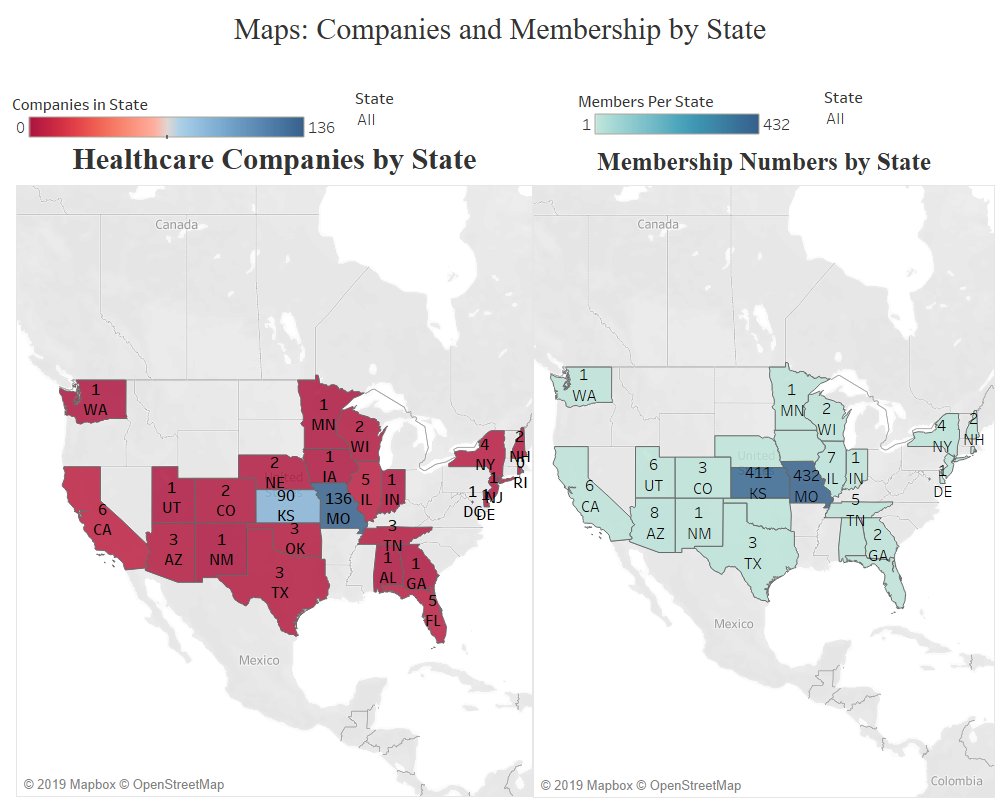 Maps: Companies and Membership by State
Companies in State
0
136
State
All
Members Per State
1
432
State
All
Healthcare Companies by State
Canada
1
WA
1
MN
2
WI
4
NY
2
NH
0
RI
6
CA
1
UT
2
CO
2
NE
1
IA
5
IL
1
IN
90
KS
136
MO
1
NJ
1
DC
DE
3
AZ
1
NM
3
OK
3
TN
3
TX
1
AL
1
GA
5
FL
United
Mexico
© 2019 Mapbox © OpenStreetMap
Membership Numbers by State
Canada
1
WA
1
MN
2
WI
4
NY
2
NH
6
CA
6
UT
3
CO
United
411
KS
432
MO
7
IL
1
IN
1
DE
8
AZ
1
NM
5
TN
3
TX
2
GA
Mexico
Colombia
© 2019 Mapbox © OpenStreetMap